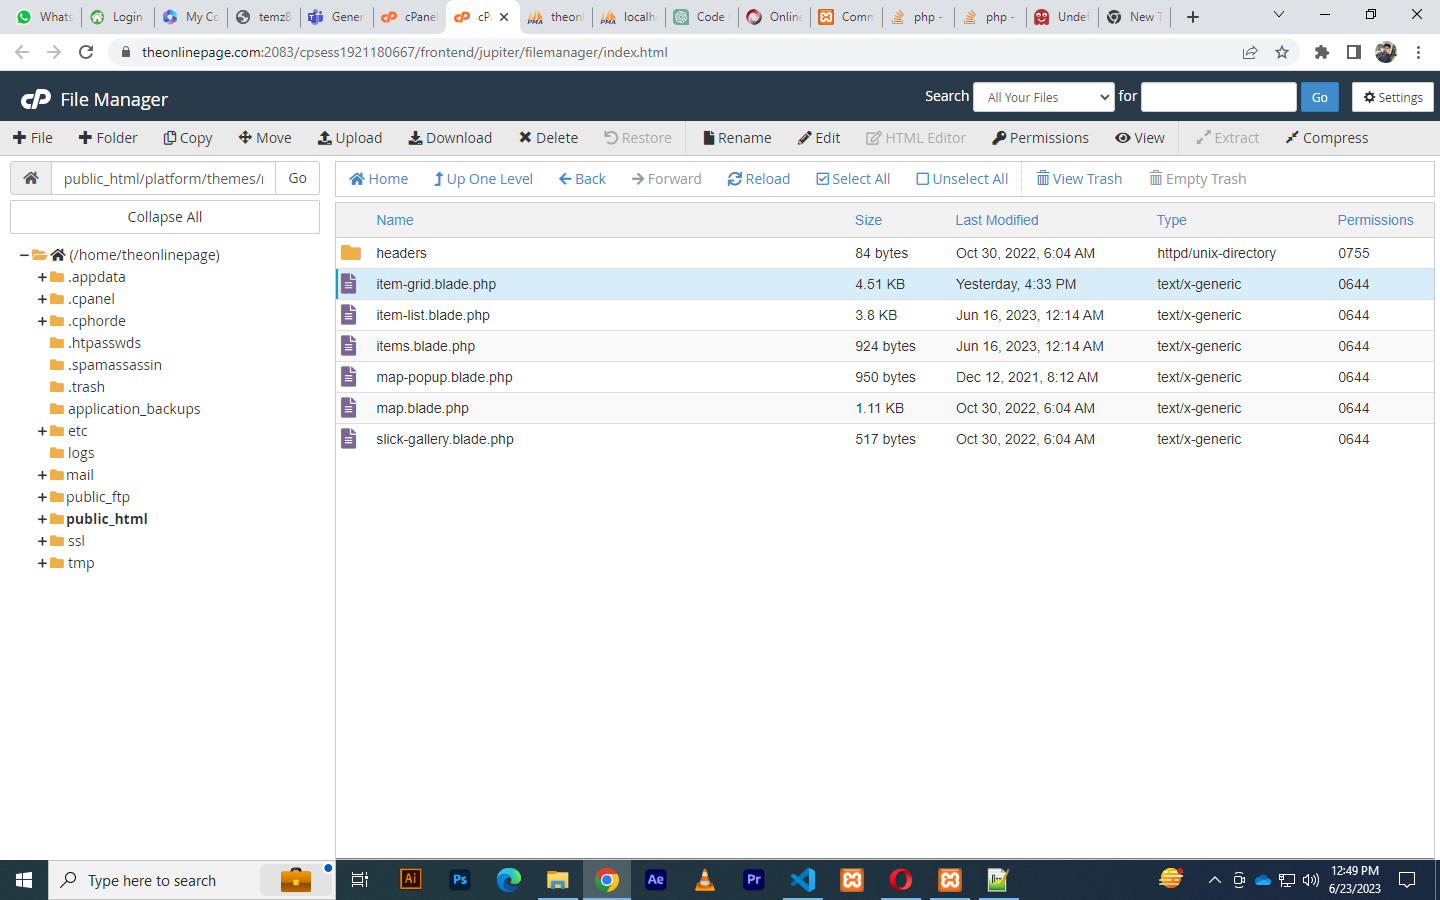 Whats
Login
My Co
temz8
Gener
cPane
cP
theon
localh
Code
Online
Comm
php -
php -
Undef
New T
theonlinepage.com:2083/cpsess1921180667/frontend/jupiter/filemanager/index.html
cP File Manager
Search All Your Files for Go Settings
File Folder Copy Move Upload Download Delete Restore Rename Edit HTML Editor Permissions View Extract Compress
public_html/platform/themes/ Go
Home Up One Level Back Forward Reload Select All Unselect All View Trash Empty Trash
Collapse All
Name Size Last Modified Type Permissions
headers 84 bytes Oct 30, 2022, 6:04 AM httpd/unix-directory 0755
item-grid.blade.php 4.51 KB Yesterday, 4:33 PM text/x-generic 0644
item-list.blade.php 3.8 KB Jun 16, 2023, 12:14 AM text/x-generic 0644
items.blade.php 924 bytes Jun 16, 2023, 12:14 AM text/x-generic 0644
map-popup.blade.php 950 bytes Dec 12, 2021, 8:12 AM text/x-generic 0644
map.blade.php 1.11 KB Oct 30, 2022, 6:04 AM text/x-generic 0644
slick-gallery.blade.php 517 bytes Oct 30, 2022, 6:04 AM text/x-generic 0644
(/home/theonlinepage)
.appdata
.cpanel
.cphorde
.htpasswds
.spamassassin
.trash
application_backups
etc
logs
mail
public_ftp
public_html
ssl
tmp
Type here to search
Ai
Ps
Ae
Pr
12:49 PM
6/23/2023